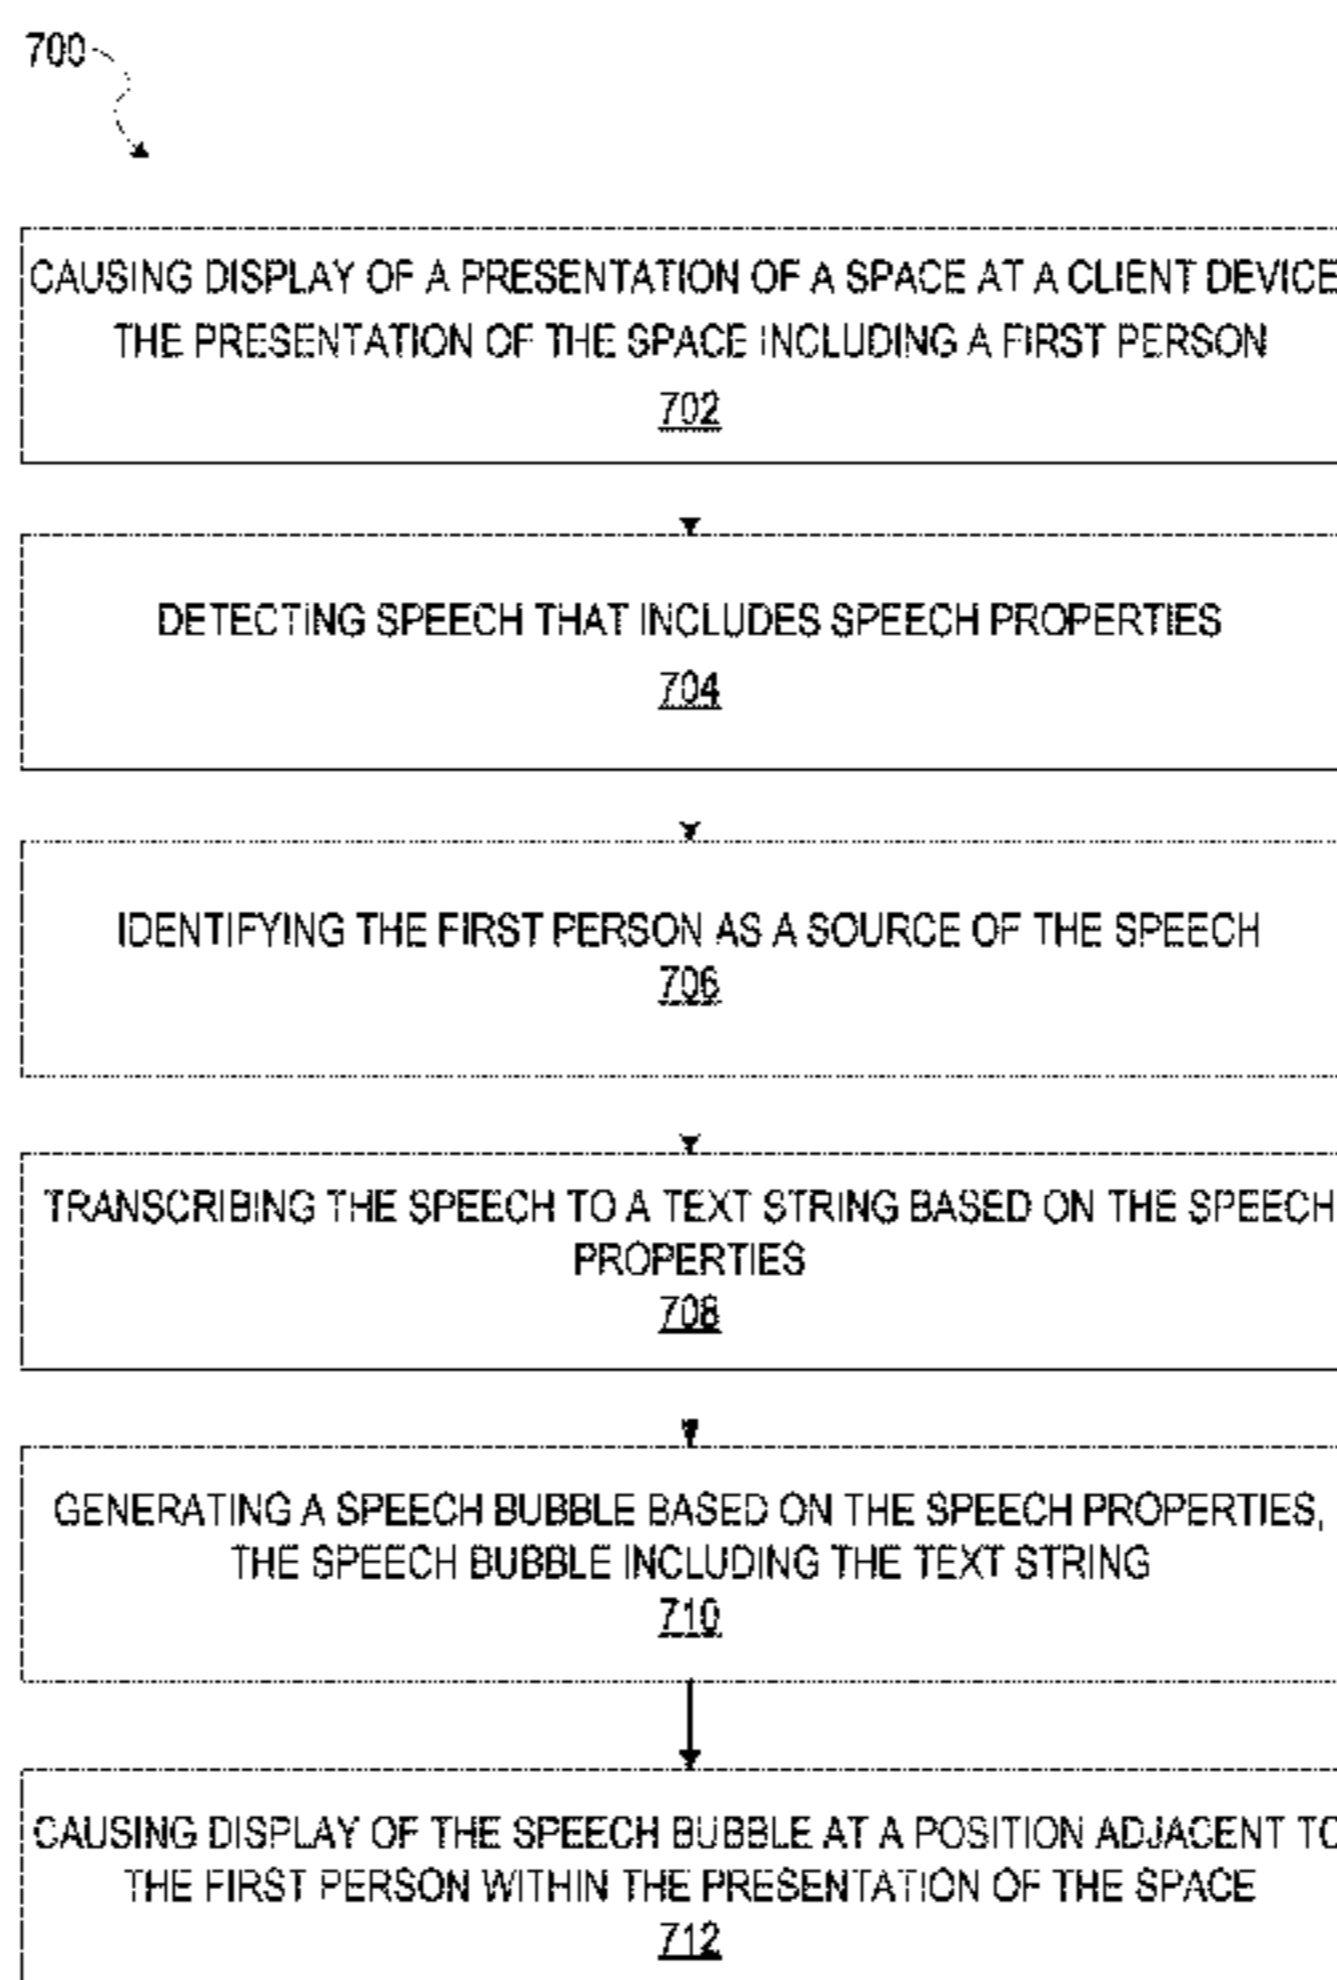 700
CAUSING DISPLAY OF A PRESENTATION OF A SPACE AT A CLIENT DEVICE
THE PRESENTATION OF THE SPACE INCLUDING A FIRST PERSON
702
DETECTING SPEECH THAT INCLUDES SPEECH PROPERTIES
704
IDENTIFYING THE FIRST PERSON AS A SOURCE OF THE SPEECH
706
TRANSCRIBING THE SPEECH TO A TEXT STRING BASED ON THE SPEECH
PROPERTIES
708
GENERATING A SPEECH BUBBLE BASED ON THE SPEECH PROPERTIES,
THE SPEECH BUBBLE INCLUDING THE TEXT STRING
710
CAUSING DISPLAY OF THE SPEECH BUBBLE AT A POSITION ADJACENT TO
THE FIRST PERSON WITHIN THE PRESENTATION OF THE SPACE
712